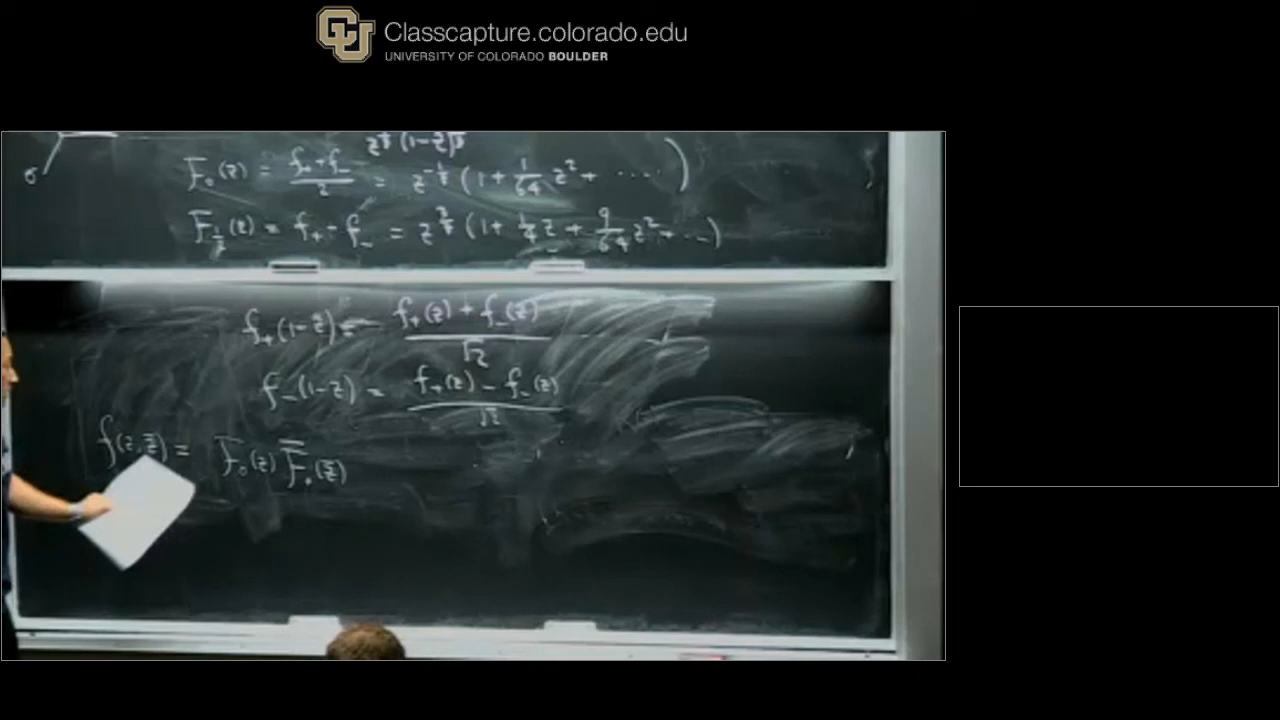 Classcapture.colorado.edu
UNIVERSITY OF COLORADO BOULDER
σ
F₀(z) = (f₊ + f₋)/2 = z^(-1/8) (1 + 1/64 z² + ....)
F_(1/2)(z) = f₊ - f₋ = z^(3/8) (1 + 1/4 z + 9/64 z² + ...)
f₊(1-z) = (f₊(z) + f₋(z))/√2
f₋(1-z) = (f₊(z) - f₋(z))/√2
f(z, z̄) = F₀(z) F̄₀(z̄)